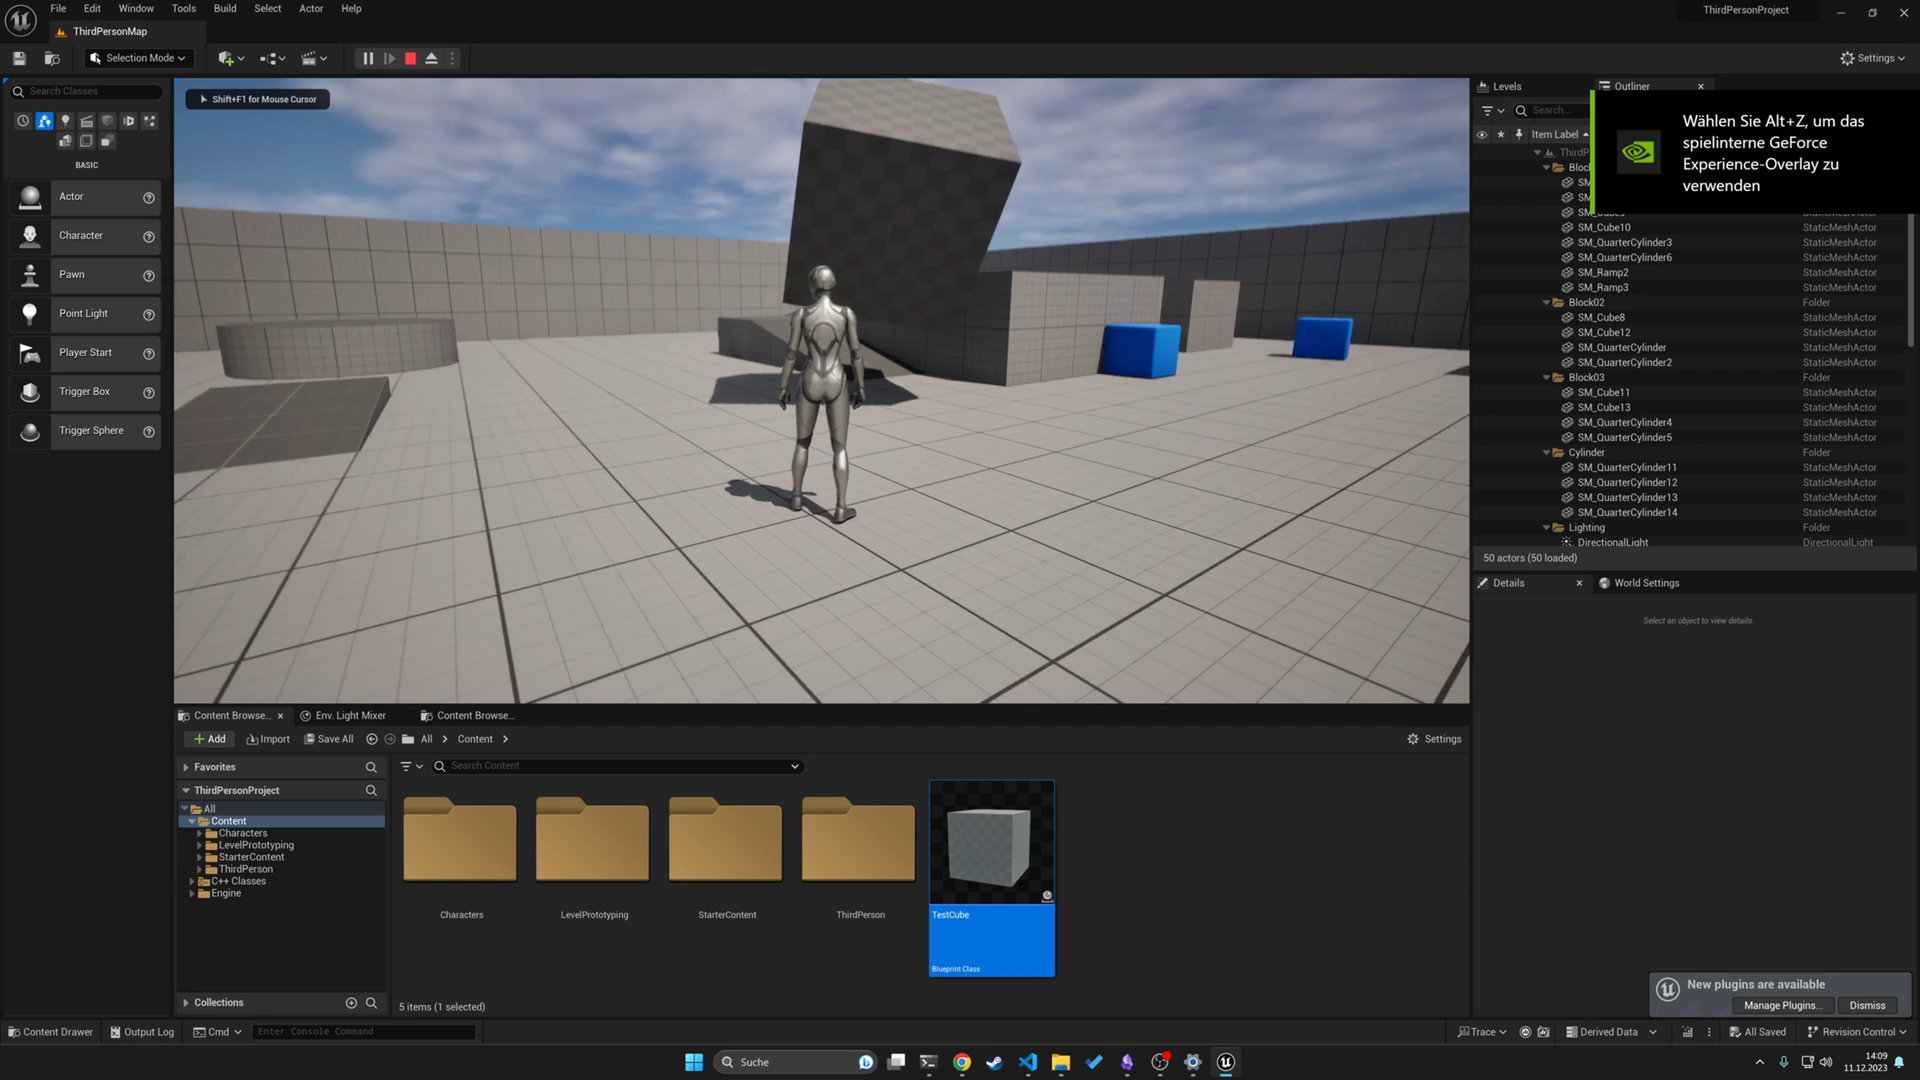 File Edit Window Tools Build Select Actor Help
ThirdPersonProject
ThirdPersonMap
Selection Mode
Settings
Search Classes
BASIC
Actor
Character
Pawn
Point Light
Player Start
Trigger Box
Trigger Sphere
Shift+F1 for Mouse Cursor
Levels
Outliner
Search...
Item Label
Wählen Sie Alt+Z, um das
spielinterne GeForce
Experience-Overlay zu
verwenden
ThirdP
Block
SM_Cube10 StaticMeshActor
SM_QuarterCylinder3 StaticMeshActor
SM_QuarterCylinder6 StaticMeshActor
SM_Ramp2 StaticMeshActor
SM_Ramp3 StaticMeshActor
Block02 Folder
SM_Cube8 StaticMeshActor
SM_Cube12 StaticMeshActor
SM_QuarterCylinder StaticMeshActor
SM_QuarterCylinder2 StaticMeshActor
Block03 Folder
SM_Cube11 StaticMeshActor
SM_Cube13 StaticMeshActor
SM_QuarterCylinder4 StaticMeshActor
SM_QuarterCylinder5 StaticMeshActor
Cylinder Folder
SM_QuarterCylinder11 StaticMeshActor
SM_QuarterCylinder12 StaticMeshActor
SM_QuarterCylinder13 StaticMeshActor
SM_QuarterCylinder14 StaticMeshActor
Lighting Folder
DirectionalLight DirectionalLight
50 actors (50 loaded)
Details
World Settings
Select an object to view details.
Content Browse...
Env. Light Mixer
Content Browse...
Add
Import
Save All
All
Content
Settings
Favorites
ThirdPersonProject
All
Content
Characters
LevelPrototyping
StarterContent
ThirdPerson
C++ Classes
Engine
Collections
Search Content
Characters
LevelPrototyping
StarterContent
ThirdPerson
TestCube
Blueprint Class
5 items (1 selected)
New plugins are available
Manage Plugins...
Dismiss
Content Drawer
Output Log
Cmd
Enter Console Command
Trace
Derived Data
All Saved
Revision Control
Suche
14:09
11.12.2023